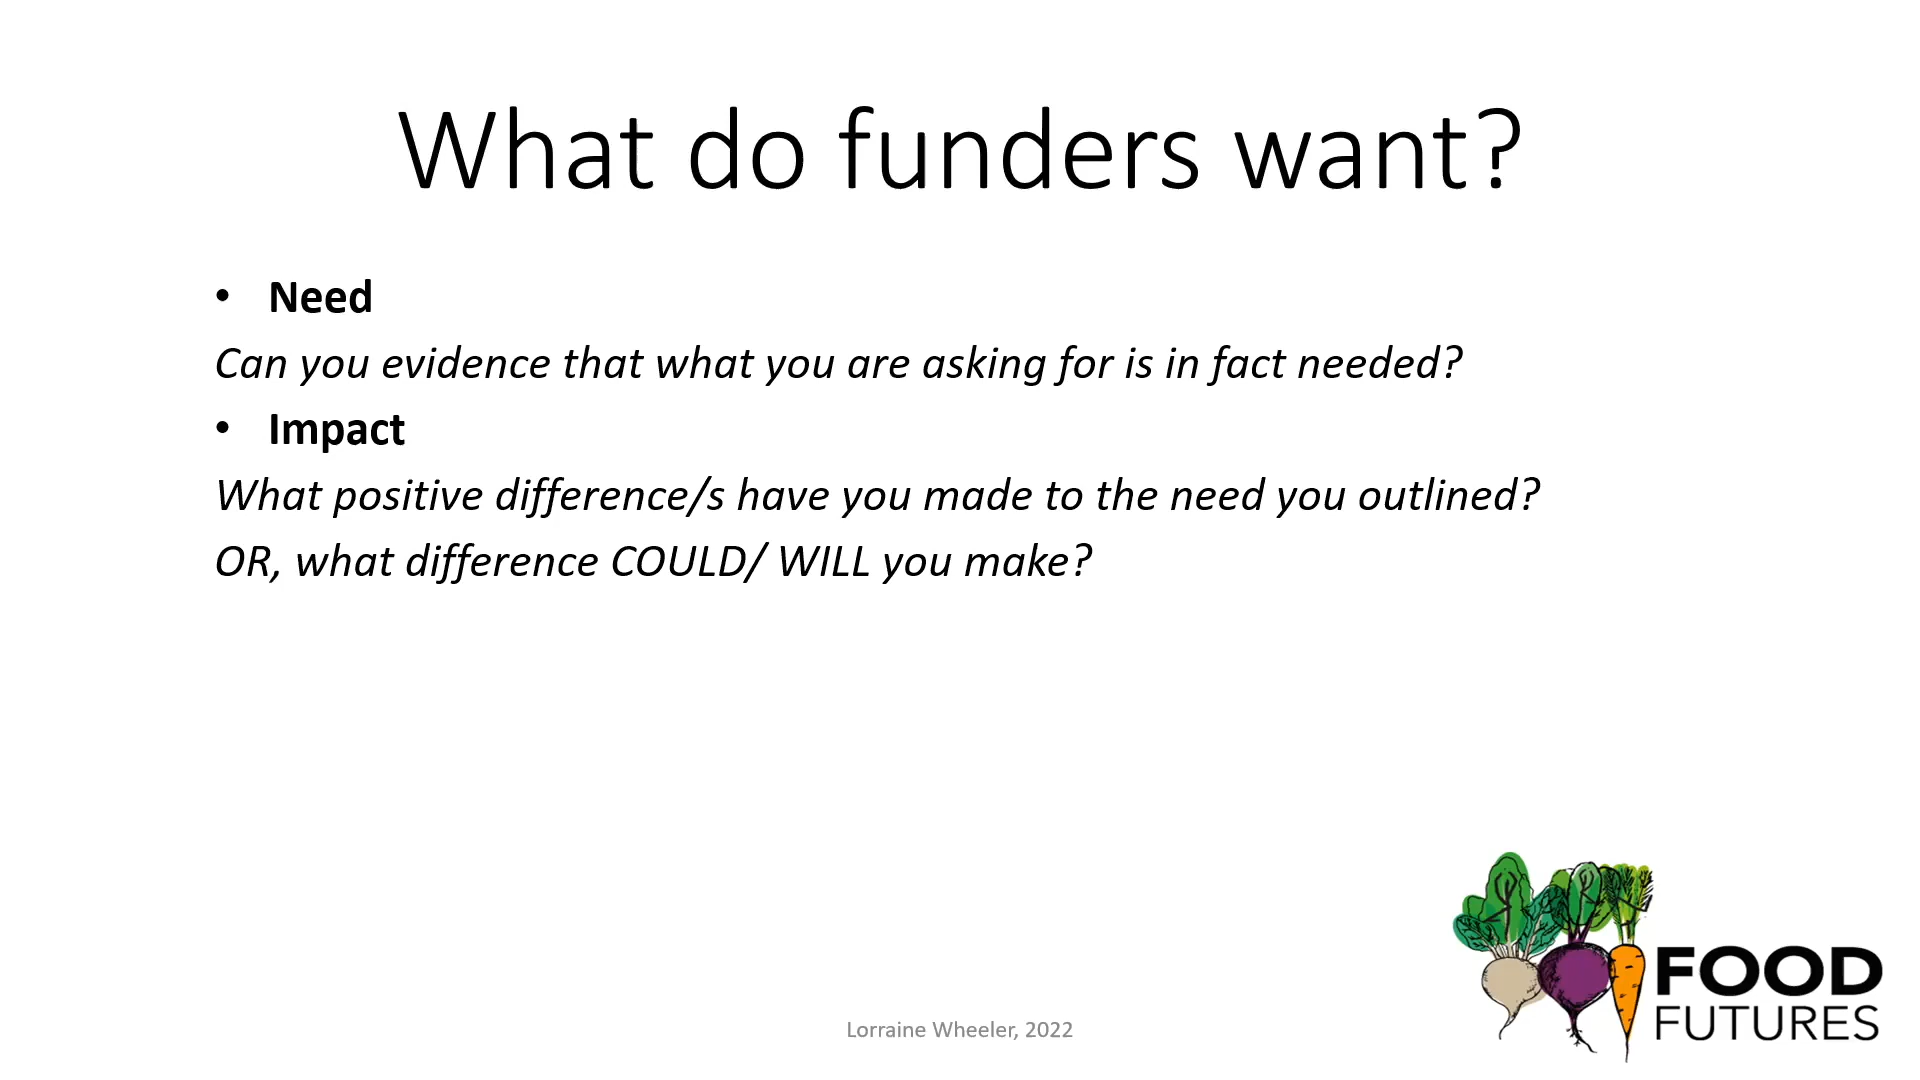 What do funders want?
• Need
Can you evidence that what you are asking for is in fact needed?
• Impact
What positive difference/s have you made to the need you outlined?
OR, what difference COULD/ WILL you make?
FOOD
FUTURES
Lorraine Wheeler, 2022